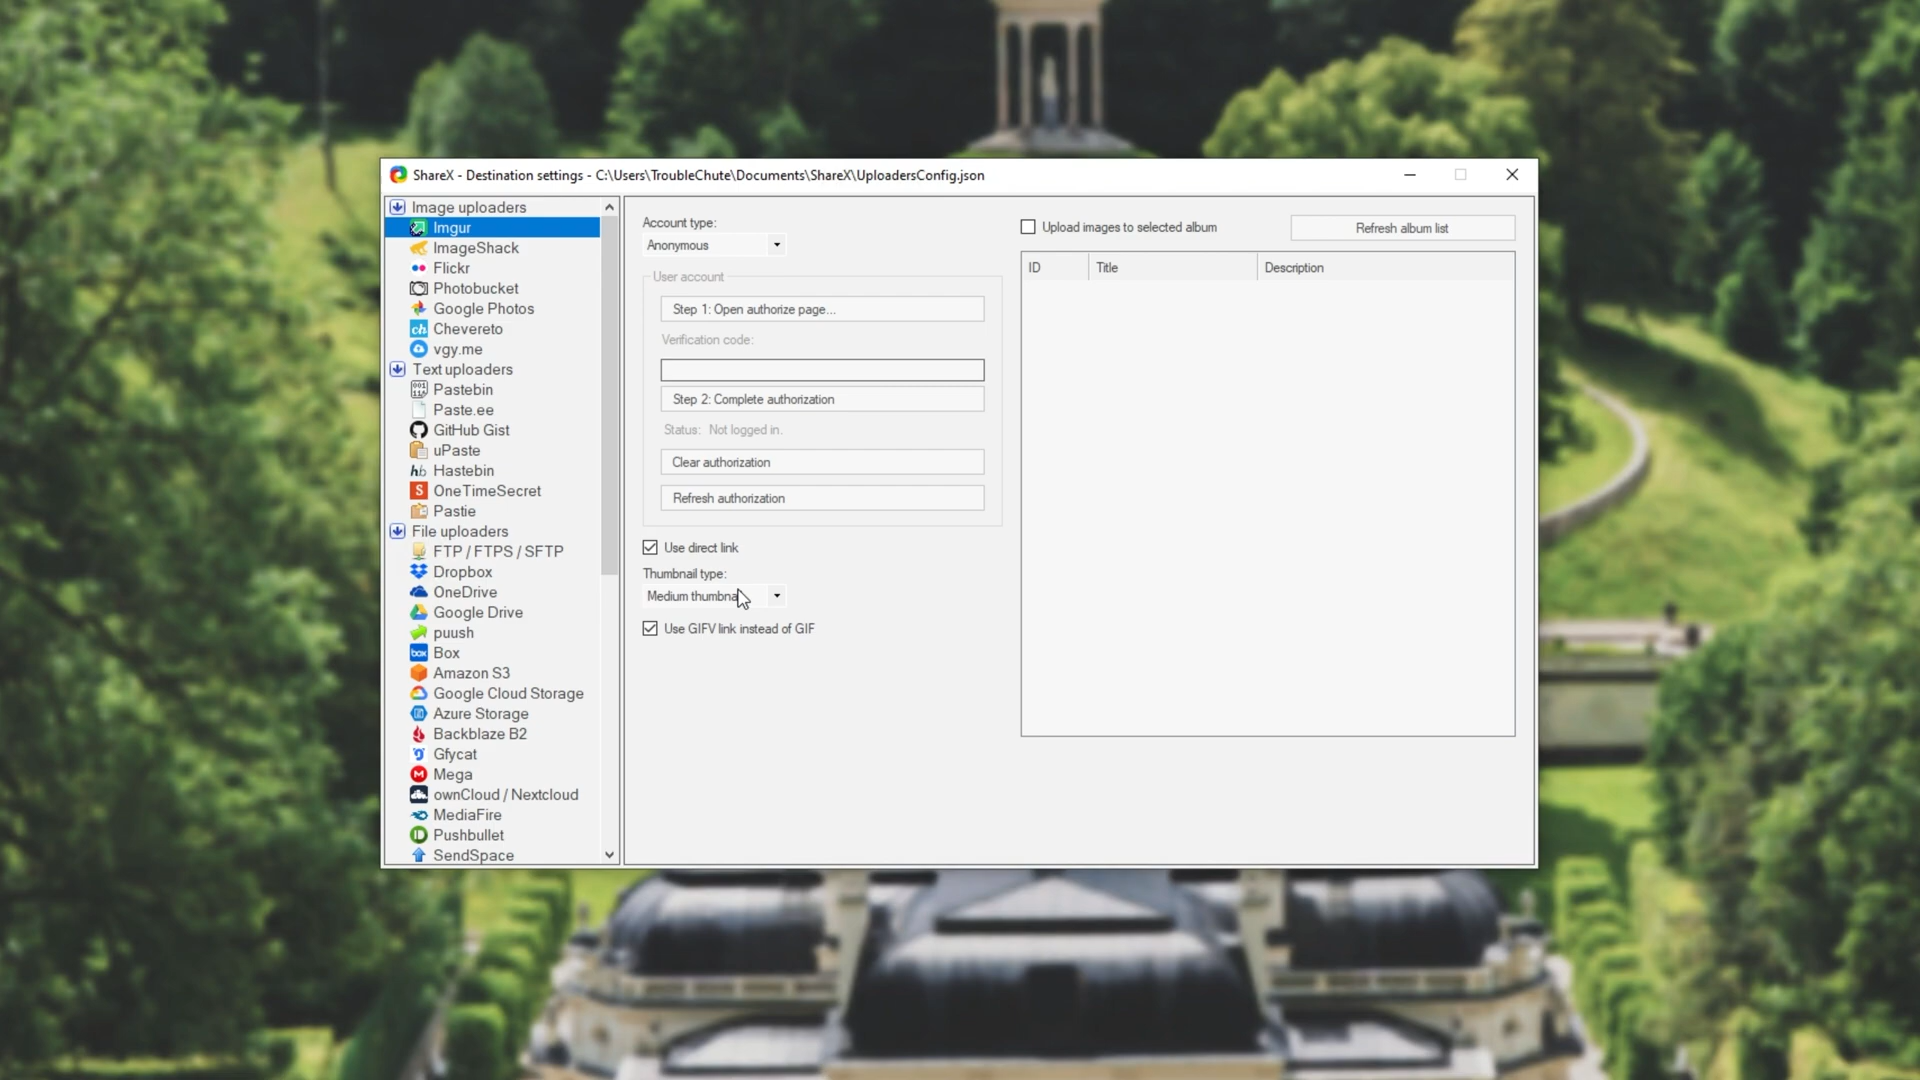 ShareX - Destination settings - C:\Users\TroubleChute\Documents\ShareX\UploadersConfig.json
Image uploaders
Imgur
ImageShack
Flickr
Photobucket
Google Photos
Chevereto
vgy.me
Text uploaders
Pastebin
Paste.ee
GitHub Gist
uPaste
Hastebin
OneTimeSecret
Pastie
File uploaders
FTP / FTPS / SFTP
Dropbox
OneDrive
Google Drive
puush
Box
Amazon S3
Google Cloud Storage
Azure Storage
Backblaze B2
Gfycat
Mega
ownCloud / Nextcloud
MediaFire
Pushbullet
SendSpace
Account type:
Anonymous
User account
Step 1: Open authorize page...
Verification code:
Step 2: Complete authorization
Status: Not logged in.
Clear authorization
Refresh authorization
Use direct link
Thumbnail type:
Medium
Use GIFV link instead of GIF
Upload images to selected album
Refresh album list
ID Title Description